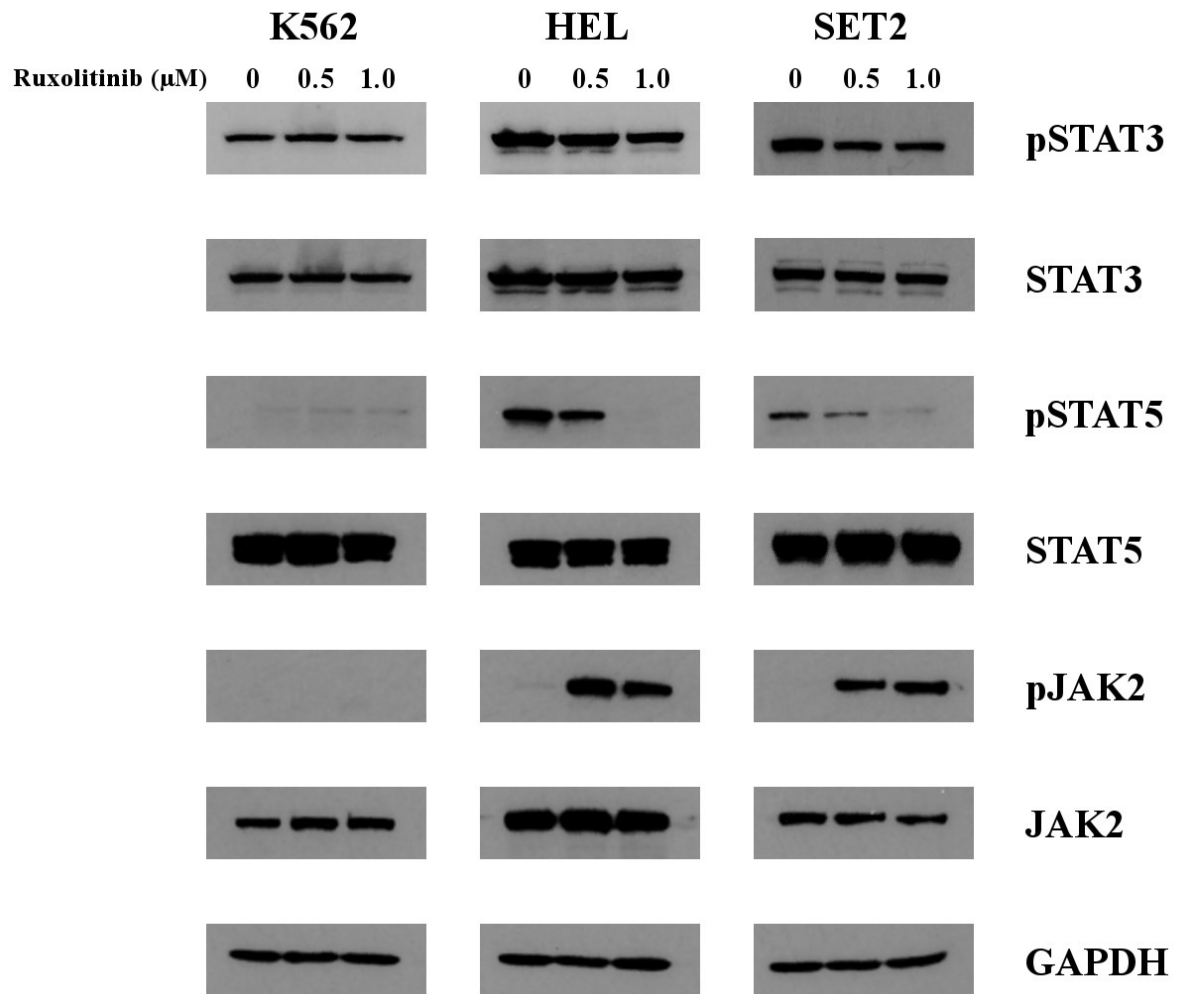 K562 HEL SET2
Ruxolitinib (μM) 0 0.5 1.0 0 0.5 1.0 0 0.5 1.0
pSTAT3
STAT3
pSTAT5
STAT5
pJAK2
JAK2
GAPDH